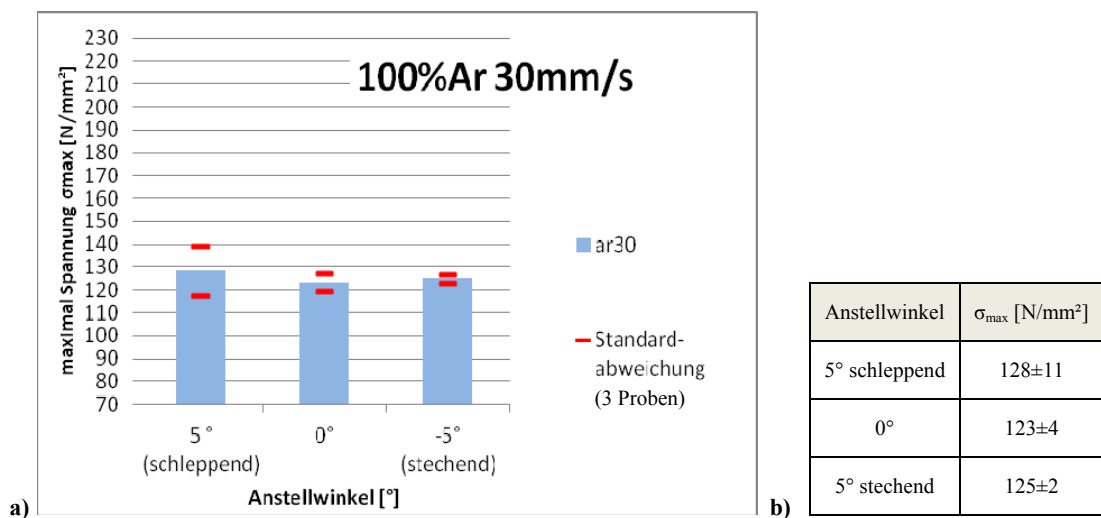 maximal Spannung σmax [N/mm²]
230
220
210
200
190
180
170
160
150
140
130
120
110
100
90
80
70
100%Ar 30mm/s
5° 0° -5°
(schleppend) (stechend)
Anstellwinkel [°]
ar30
Standard-
abweichung
(3 Proben)
a)
b)
Anstellwinkel σmax [N/mm²]
5° schleppend 128±11
0° 123±4
5° stechend 125±2